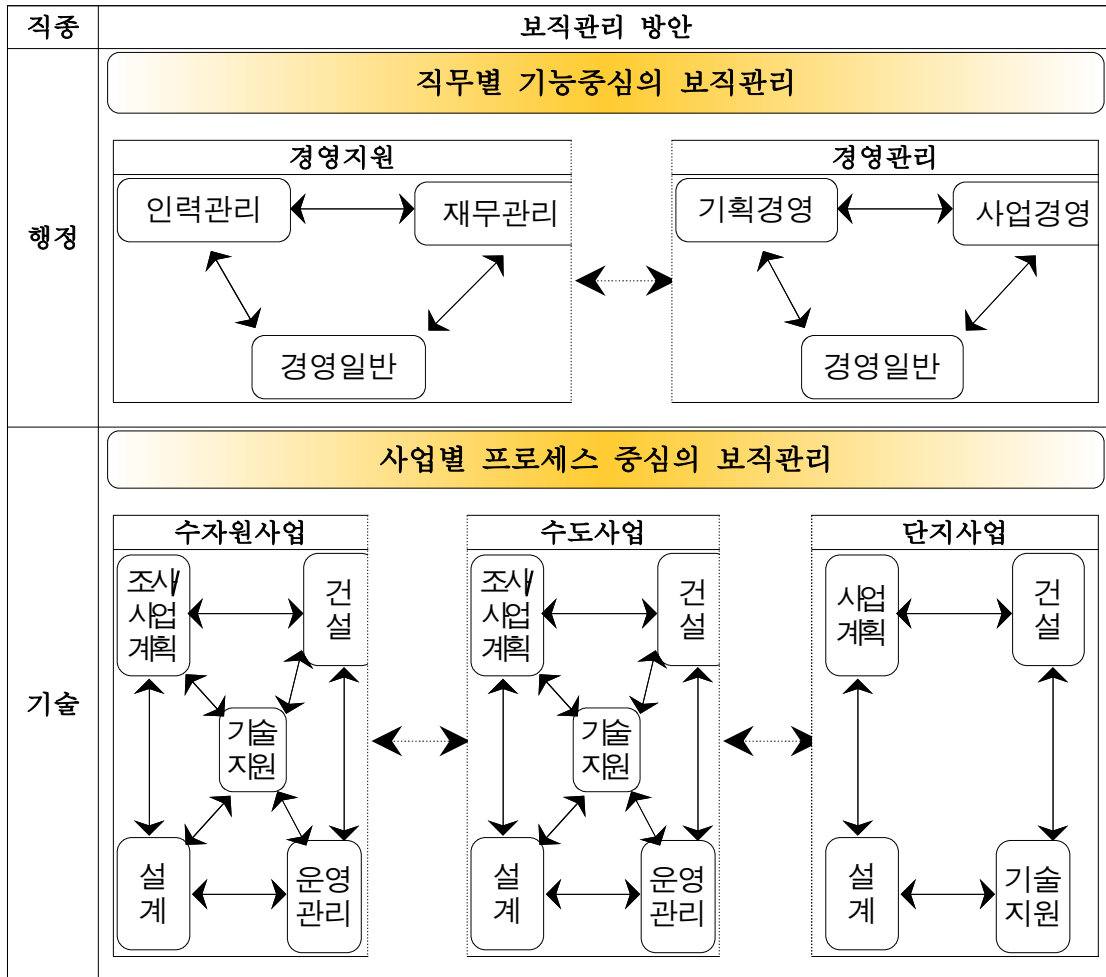 직종
보직관리 방안
행정
직무별 기능중심의 보직관리
경영지원
인력관리
재무관리
경영일반
경영관리
기획경영
사업경영
경영일반
기술
사업별 프로세스 중심의 보직관리
수자원사업
조사/
사업
계획
건
설
기술
지원
설
계
운영
관리
수도사업
조사/
사업
계획
건
설
기술
지원
설
계
운영
관리
단지사업
사업
계획
건
설
설
계
기술
지원